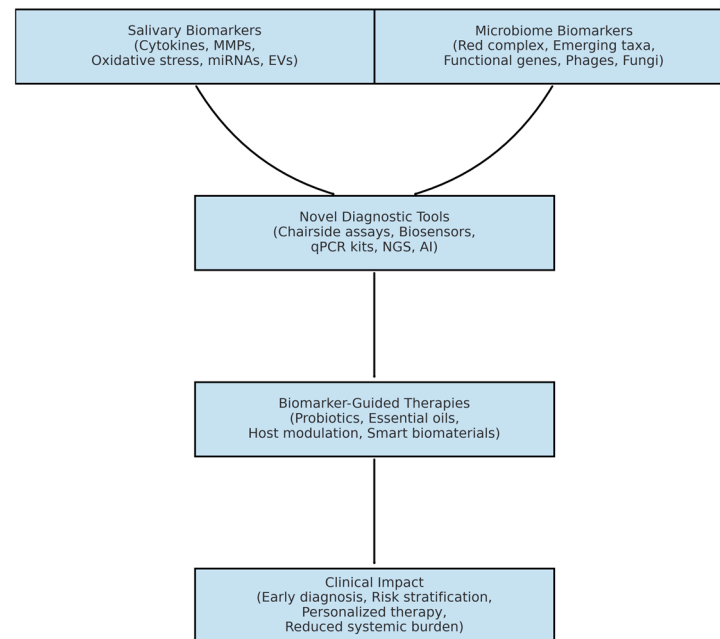 Salivary Biomarkers
(Cytokines, MMPs,
Oxidative stress, miRNAs, EVs)
Microbiome Biomarkers
(Red complex, Emerging taxa,
Functional genes, Phages, Fungi)
Novel Diagnostic Tools
(Chairside assays, Biosensors,
qPCR kits, NGS, AI)
Biomarker-Guided Therapies
(Probiotics, Essential oils,
Host modulation, Smart biomaterials)
Clinical Impact
(Early diagnosis, Risk stratification,
Personalized therapy,
Reduced systemic burden)